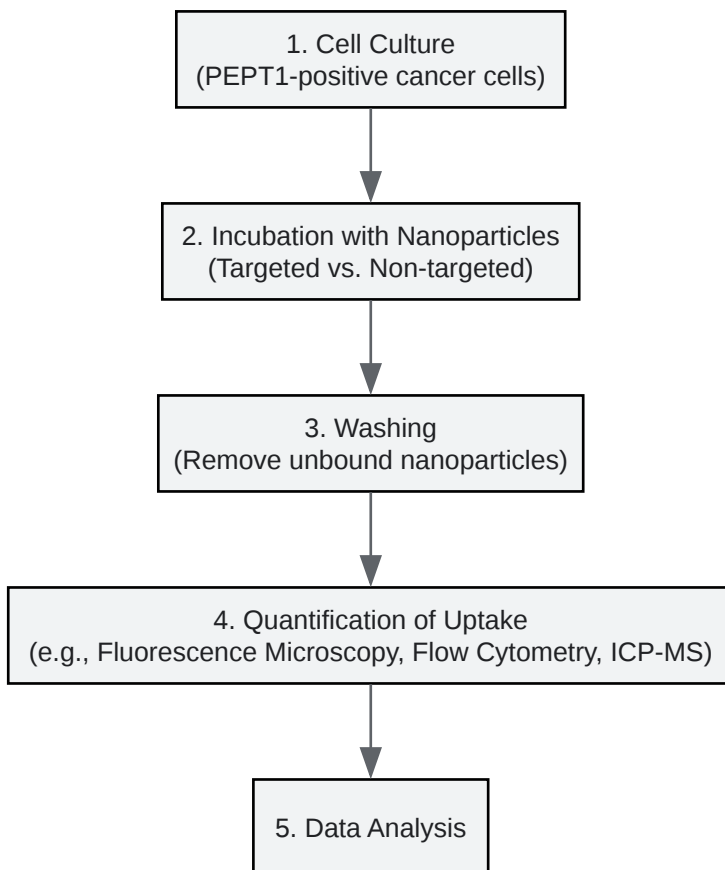 1. Cell Culture
(PEPT1-positive cancer cells)
2. Incubation with Nanoparticles
(Targeted vs. Non-targeted)
3. Washing
(Remove unbound nanoparticles)
4. Quantification of Uptake
(e.g., Fluorescence Microscopy, Flow Cytometry, ICP-MS)
5. Data Analysis